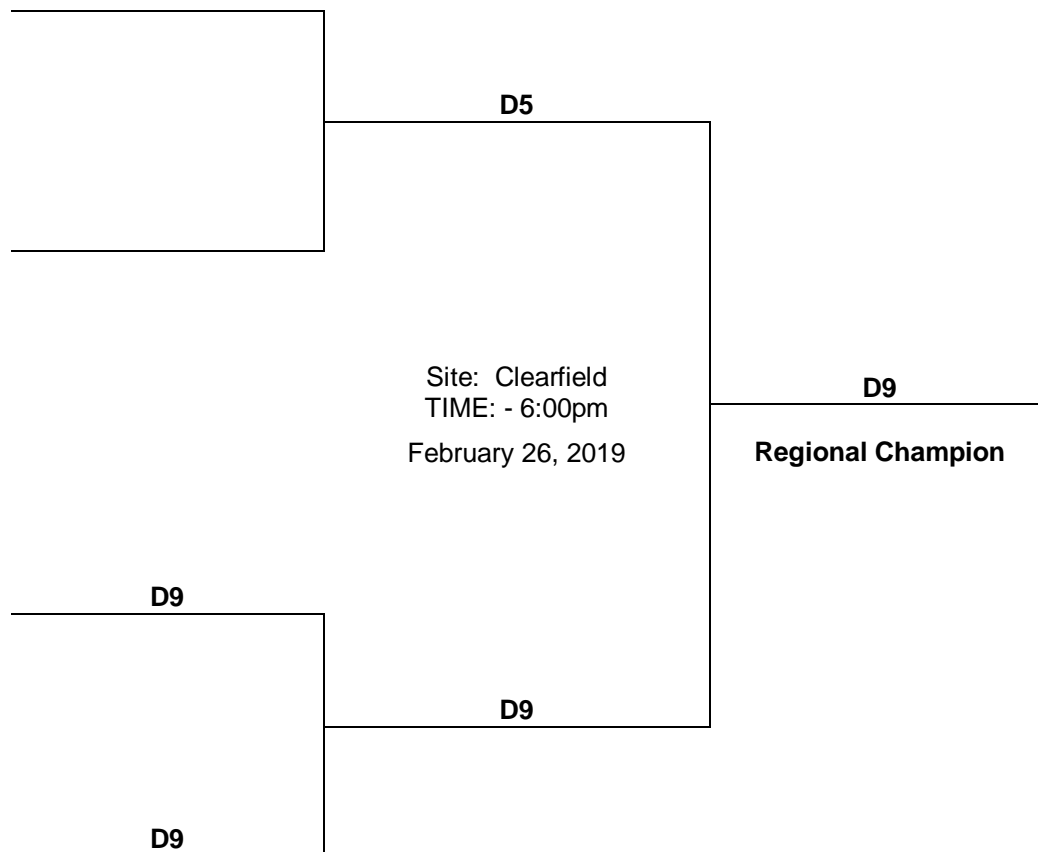 D5
Site: Clearfield
TIME: - 6:00pm
February 26, 2019
D9
Regional Champion
D9
D9
D9